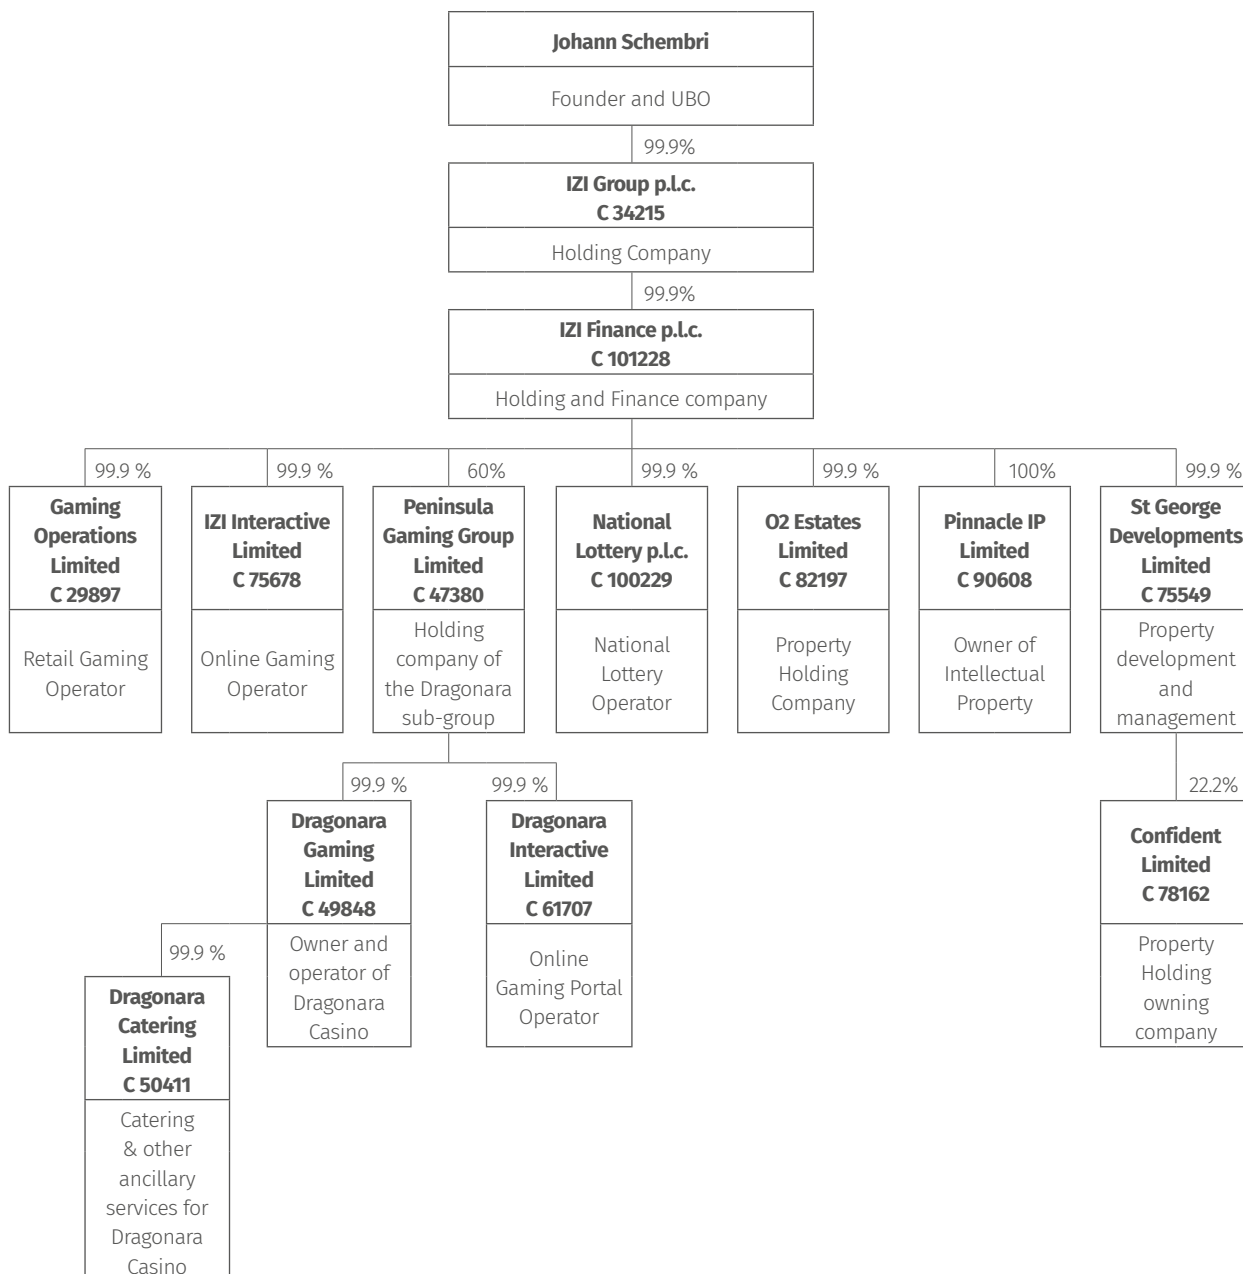 Johann Schembri
Founder and UBO
99.9%
IZI Group p.l.c.
C 34215
Holding Company
99.9%
IZI Finance p.l.c.
C 101228
Holding and Finance company
99.9 %
Gaming
Operations
Limited
C 29897
Retail Gaming
Operator
99.9 %
IZI Interactive
Limited
C 75678
Online Gaming
Operator
60%
Peninsula
Gaming Group
Limited
C 47380
Holding
company of
the Dragonara
sub-group
99.9 %
National
Lottery p.l.c.
C 100229
National
Lottery
Operator
99.9 %
O2 Estates
Limited
C 82197
Property
Holding
Company
100%
Pinnacle IP
Limited
C 90608
Owner of
Intellectual
Property
99.9 %
St George
Developments
Limited
C 75549
Property
development
and
management
99.9 %
Dragonara
Gaming
Limited
C 49848
Owner and
operator of
Dragonara
Casino
99.9 %
Dragonara
Interactive
Limited
C 61707
Online
Gaming Portal
Operator
22.2%
Confident
Limited
C 78162
Property
Holding
owning
company
99.9 %
Dragonara
Catering
Limited
C 50411
Catering
& other
ancillary
services for
Dragonara
Casino